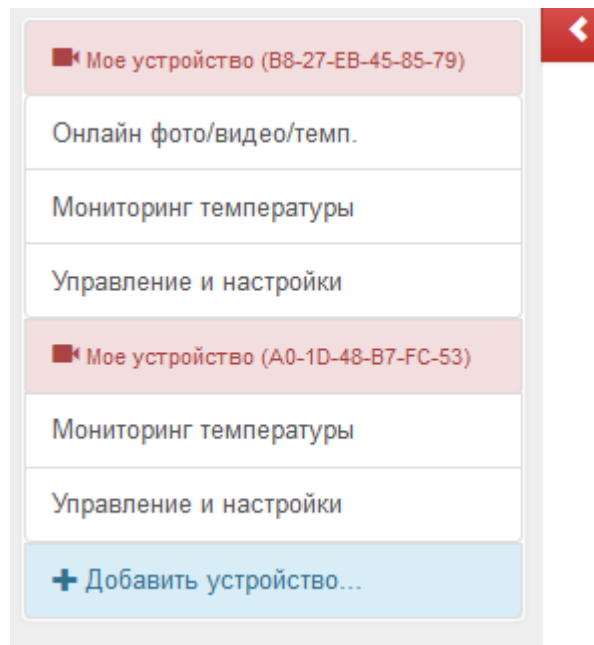 Мое устройство (B8-27-EB-45-85-79)
Онлайн фото/видео/темп.
Мониторинг температуры
Управление и настройки
Мое устройство (A0-1D-48-B7-FC-53)
Мониторинг температуры
Управление и настройки
Добавить устройство...